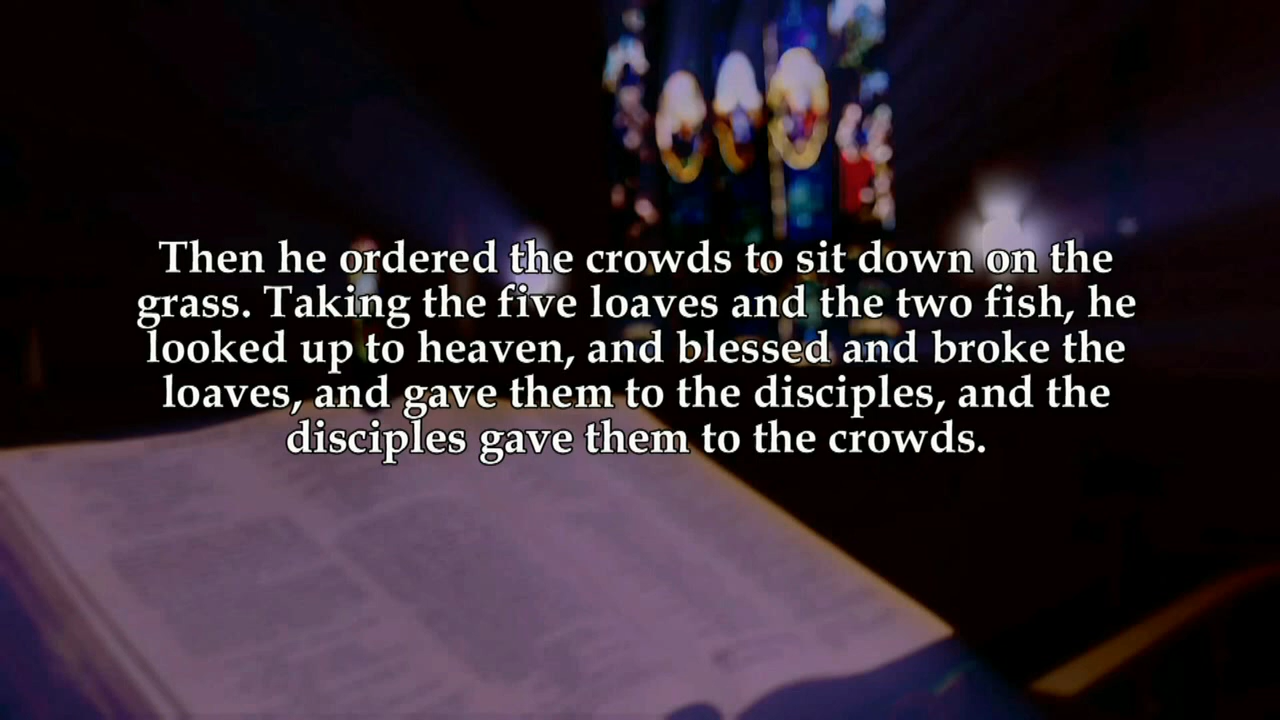 Then he ordered the crowds to sit down on the
grass. Taking the five loaves and the two fish, he
looked up to heaven, and blessed and broke the
loaves, and gave them to the disciples, and the
disciples gave them to the crowds.